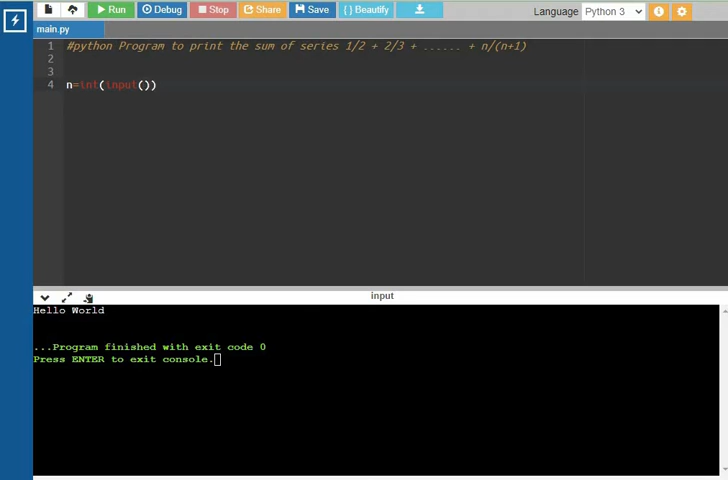 Run Debug Stop Share Save { } Beautify Language Python 3
main.py
1 #python Program to print the sum of series 1/2 + 2/3 + ...... + n/(n+1)
2
3
4 n=int(input())
input
Hello World
...Program finished with exit code 0
Press ENTER to exit console.